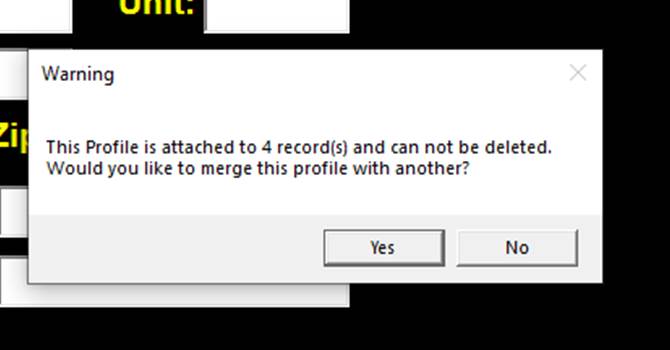 Unit:
Warning
Zip
This Profile is attached to 4 record(s) and can not be deleted.
Would you like to merge this profile with another?
Yes
No